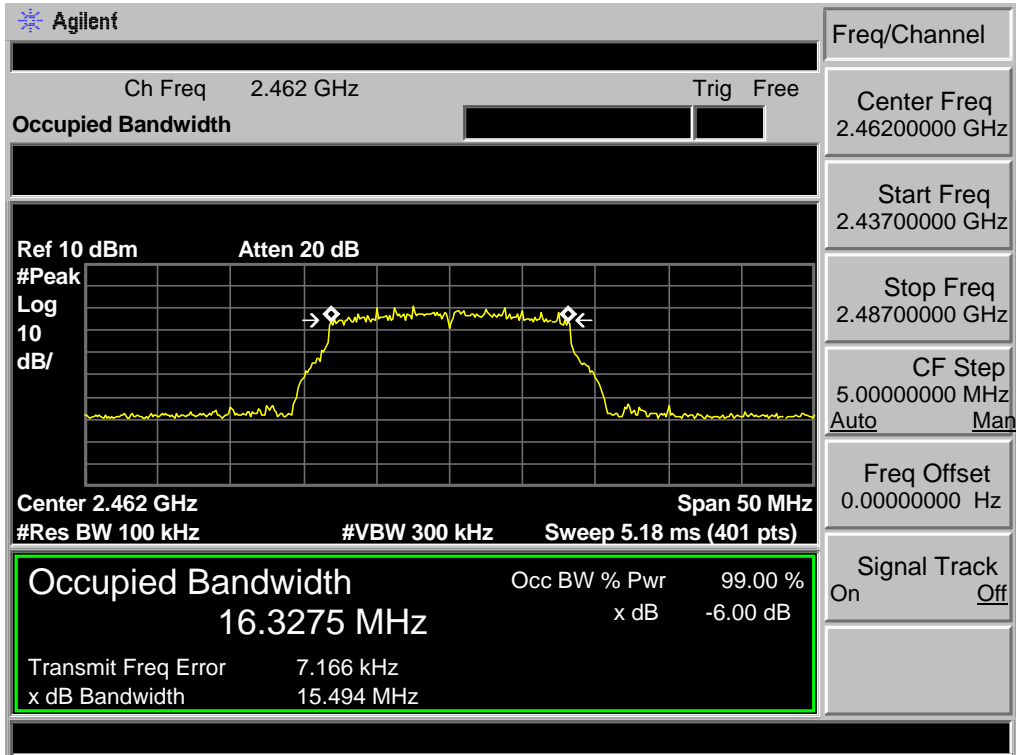 Agilent
Freq/Channel
Ch Freq 2.462 GHz Trig Free
Occupied Bandwidth
Center Freq
2.46200000 GHz
Start Freq
2.43700000 GHz
Stop Freq
2.48700000 GHz
CF Step
5.00000000 MHz
Auto Man
Freq Offset
0.00000000 Hz
Signal Track
On Off
Ref 10 dBm Atten 20 dB
#Peak
Log
10
dB/
Center 2.462 GHz Span 50 MHz
#Res BW 100 kHz #VBW 300 kHz Sweep 5.18 ms (401 pts)
Occupied Bandwidth Occ BW % Pwr 99.00 %
16.3275 MHz x dB -6.00 dB
Transmit Freq Error 7.166 kHz
x dB Bandwidth 15.494 MHz